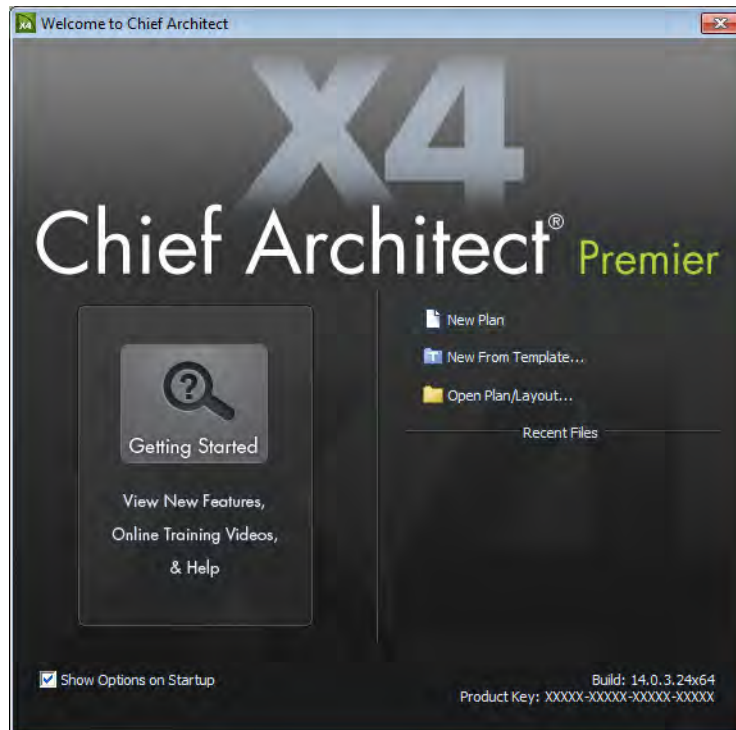 X4 Welcome to Chief Architect
X4
Chief Architect® Premier
New Plan
T New From Template...
Open Plan/Layout...
Recent Files
?
Getting Started
View New Features,
Online Training Videos,
& Help
Show Options on Startup
Build: 14.0.3.24x64
Product Key: XXXXX-XXXXX-XXXXX-XXXXX